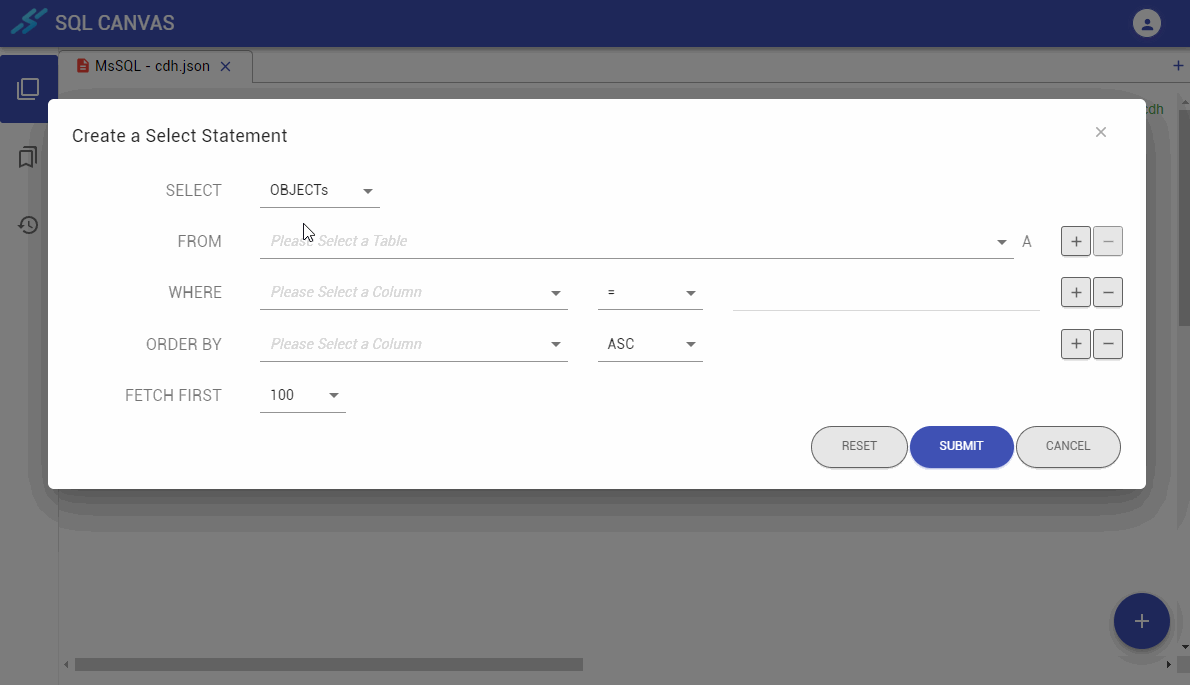 SQL CANVAS
MsSQL - cdh.json
cdh
Create a Select Statement
SELECT OBJECTs
FROM Please Select a Table A
WHERE Please Select a Column =
ORDER BY Please Select a Column ASC
FETCH FIRST 100
RESET SUBMIT CANCEL